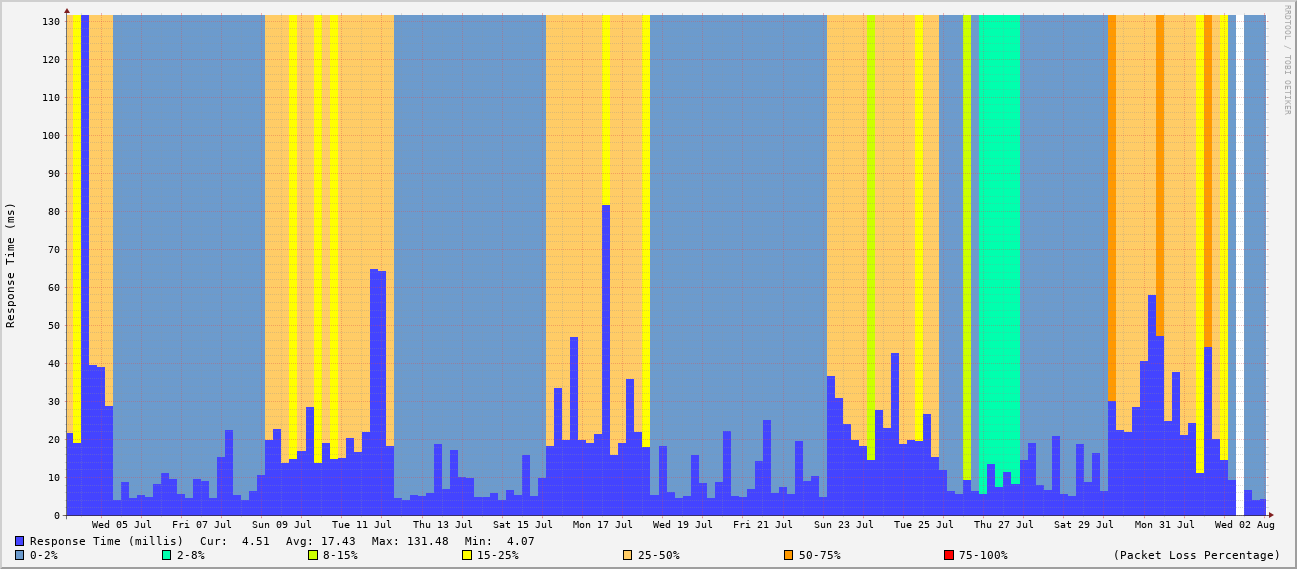 130
120
110
100
90
80
70
60
50
40
30
20
10
0
Response Time (ms)
RRDTOOL / TOBI OETIKER
Wed 05 Jul Fri 07 Jul Sun 09 Jul Tue 11 Jul Thu 13 Jul Sat 15 Jul Mon 17 Jul Wed 19 Jul Fri 21 Jul Sun 23 Jul Tue 25 Jul Thu 27 Jul Sat 29 Jul Mon 31 Jul Wed 02 Aug
Response Time (millis) Cur: 4.51 Avg: 17.43 Max: 131.48 Min: 4.07
0-2% 2-8% 8-15% 15-25% 25-50% 50-75% 75-100% (Packet Loss Percentage)